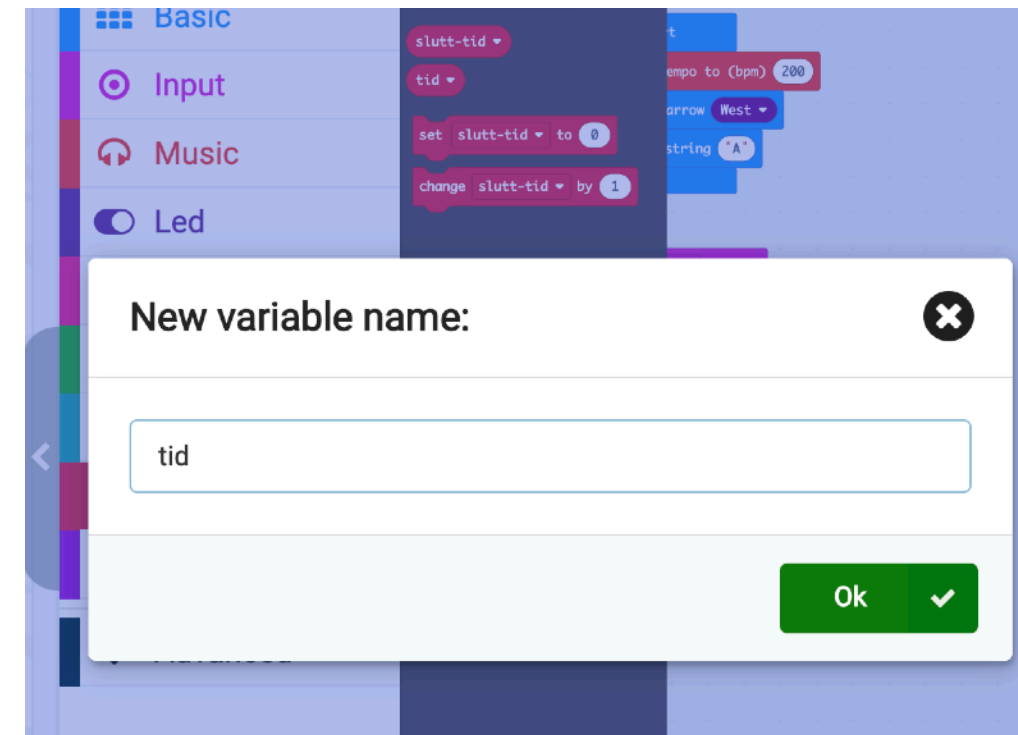 Basic
Input
Music
Led
slutt-tid
tid
set slutt-tid to 0
change slutt-tid by 1
t
empo to (bpm) 200
arrow West
string "A"
New variable name:
tid
Ok